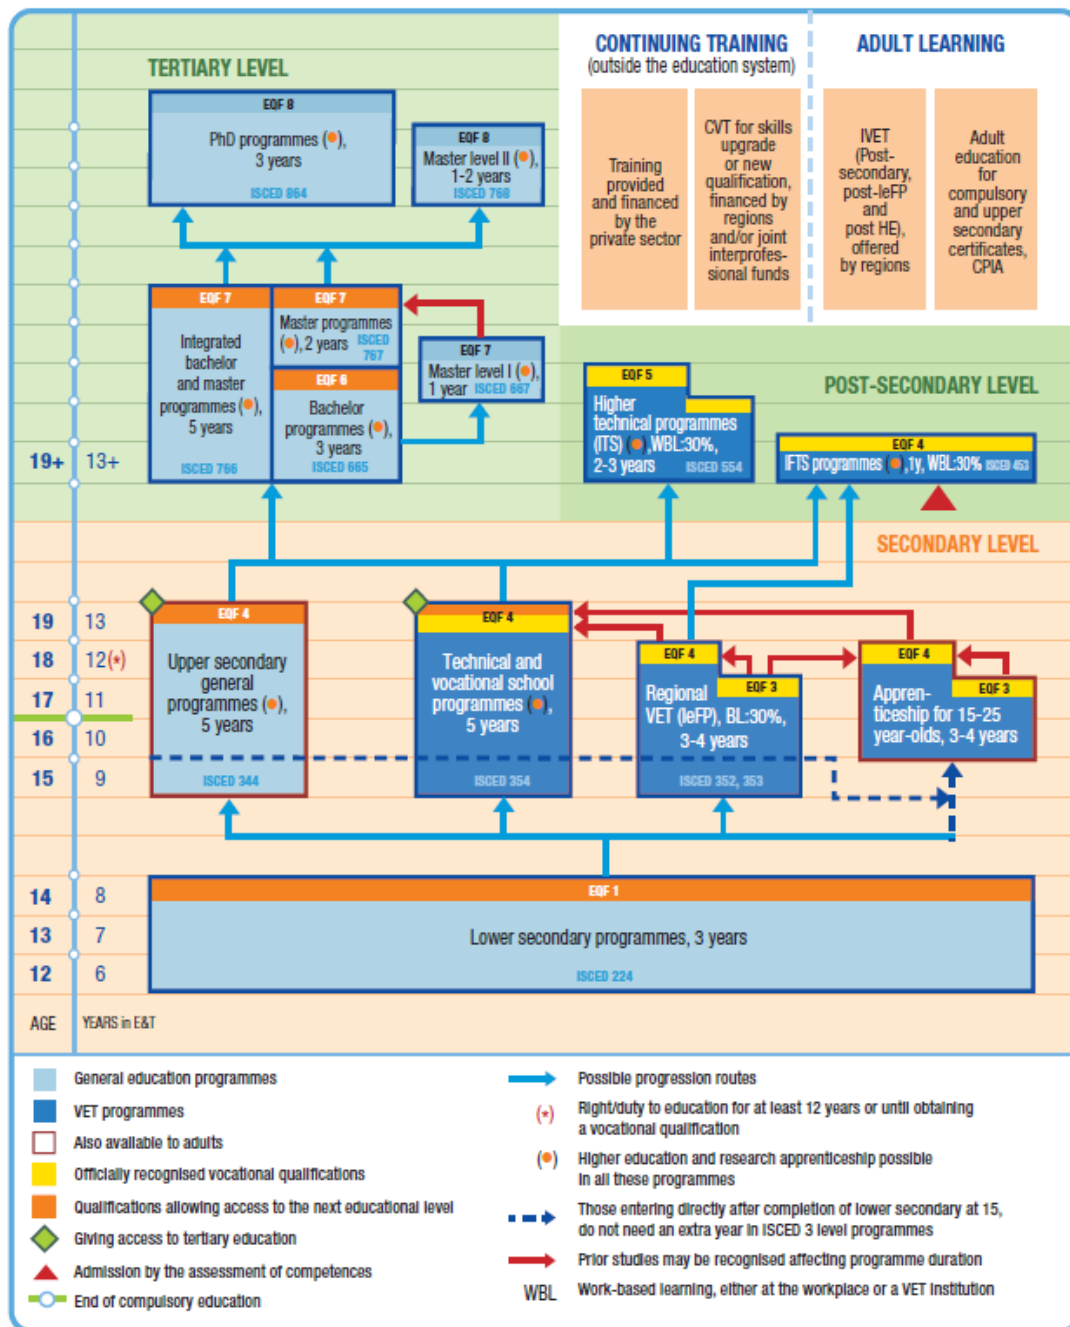 CONTINUING TRAINING
(outside the education system)
ADULT LEARNING
TERTIARY LEVEL
EQF 8
PhD programmes (●),
3 years
ISCED 864
EQF 8
Master level II (●),
1-2 years
ISCED 768
Training
provided
and financed
by the
private sector
CVT for skills
upgrade
or new
qualification,
financed by
regions
and/or joint
interprofes-
sional funds
IVET
(Post-
secondary,
post-IeFP
and
post HE),
offered
by regions
Adult
education
for
compulsory
and upper
secondary
certificates,
CPIA
EQF 7
Integrated
bachelor
and master
programmes (●),
5 years
ISCED 766
EQF 7
Master programmes
(●), 2 years ISCED
767
EQF 6
Bachelor
programmes (●),
3 years
ISCED 665
EQF 7
Master level I (●),
1 year ISCED 667
POST-SECONDARY LEVEL
EQF 5
Higher
technical programmes
(ITS) (●),WBL:30%,
2-3 years ISCED 554
EQF 4
IFTS programmes (●),1y, WBL:30% ISCED 453
19+ 13+
SECONDARY LEVEL
19 13
18 12(*)
17 11
16 10
15 9
EQF 4
Upper secondary
general
programmes (●),
5 years
ISCED 344
EQF 4
Technical and
vocational school
programmes (●),
5 years
ISCED 354
EQF 4
EQF 3
Regional
VET (IeFP), BL:30%,
3-4 years
ISCED 352, 353
EQF 4
EQF 3
Appren-
ticeship for 15-25
year-olds, 3-4 years
14 8
13 7
12 6
EQF 1
Lower secondary programmes, 3 years
ISCED 224
AGE YEARS in E&T
General education programmes
VET programmes
Also available to adults
Officially recognised vocational qualifications
Qualifications allowing access to the next educational level
Giving access to tertiary education
Admission by the assessment of competences
End of compulsory education
Possible progression routes
(*) Right/duty to education for at least 12 years or until obtaining
a vocational qualification
(●) Higher education and research apprenticeship possible
in all these programmes
Those entering directly after completion of lower secondary at 15,
do not need an extra year in ISCED 3 level programmes
Prior studies may be recognised affecting programme duration
WBL Work-based learning, either at the workplace or a VET institution